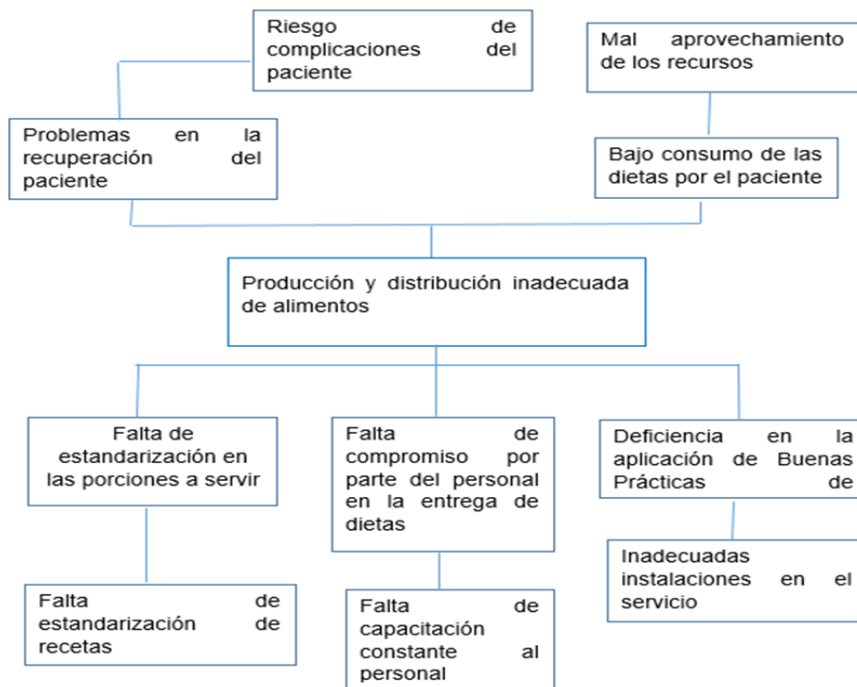 Riesgo de
complicaciones del
paciente
Mal aprovechamiento
de los recursos
Problemas en la
recuperación del
paciente
Bajo consumo de las
dietas por el paciente
Producción y distribución inadecuada
de alimentos
Falta de
estandarización en
las porciones a servir
Falta de
compromiso por
parte del personal
en la entrega de
dietas
Deficiencia en la
aplicación de Buenas
Prácticas de
Falta de
estandarización de
recetas
Falta de
capacitación
constante al
personal
Inadecuadas
instalaciones en el
servicio